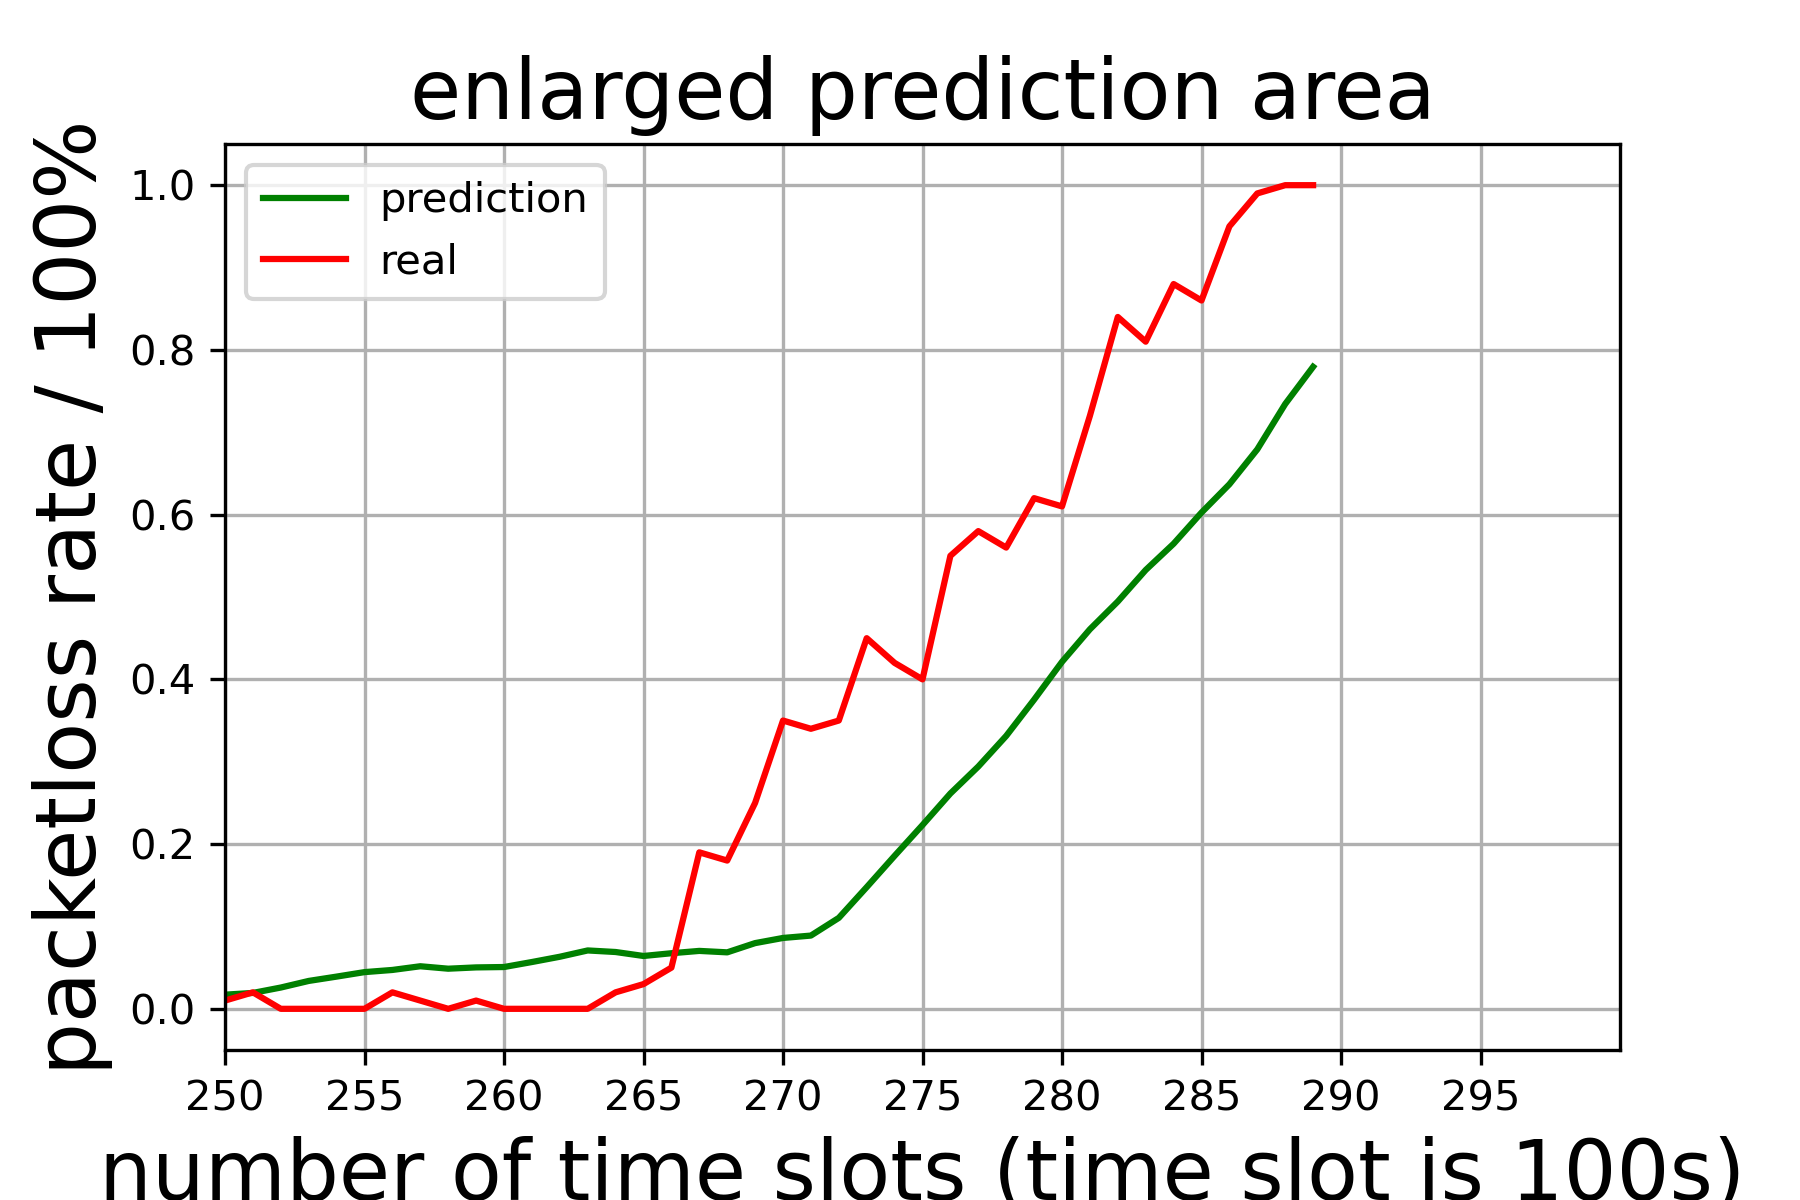 enlarged prediction area
packetloss rate / 100%
1.0
0.8
0.6
0.4
0.2
0.0
prediction
real
250 255 260 265 270 275 280 285 290 295
number of time slots (time slot is 100s)